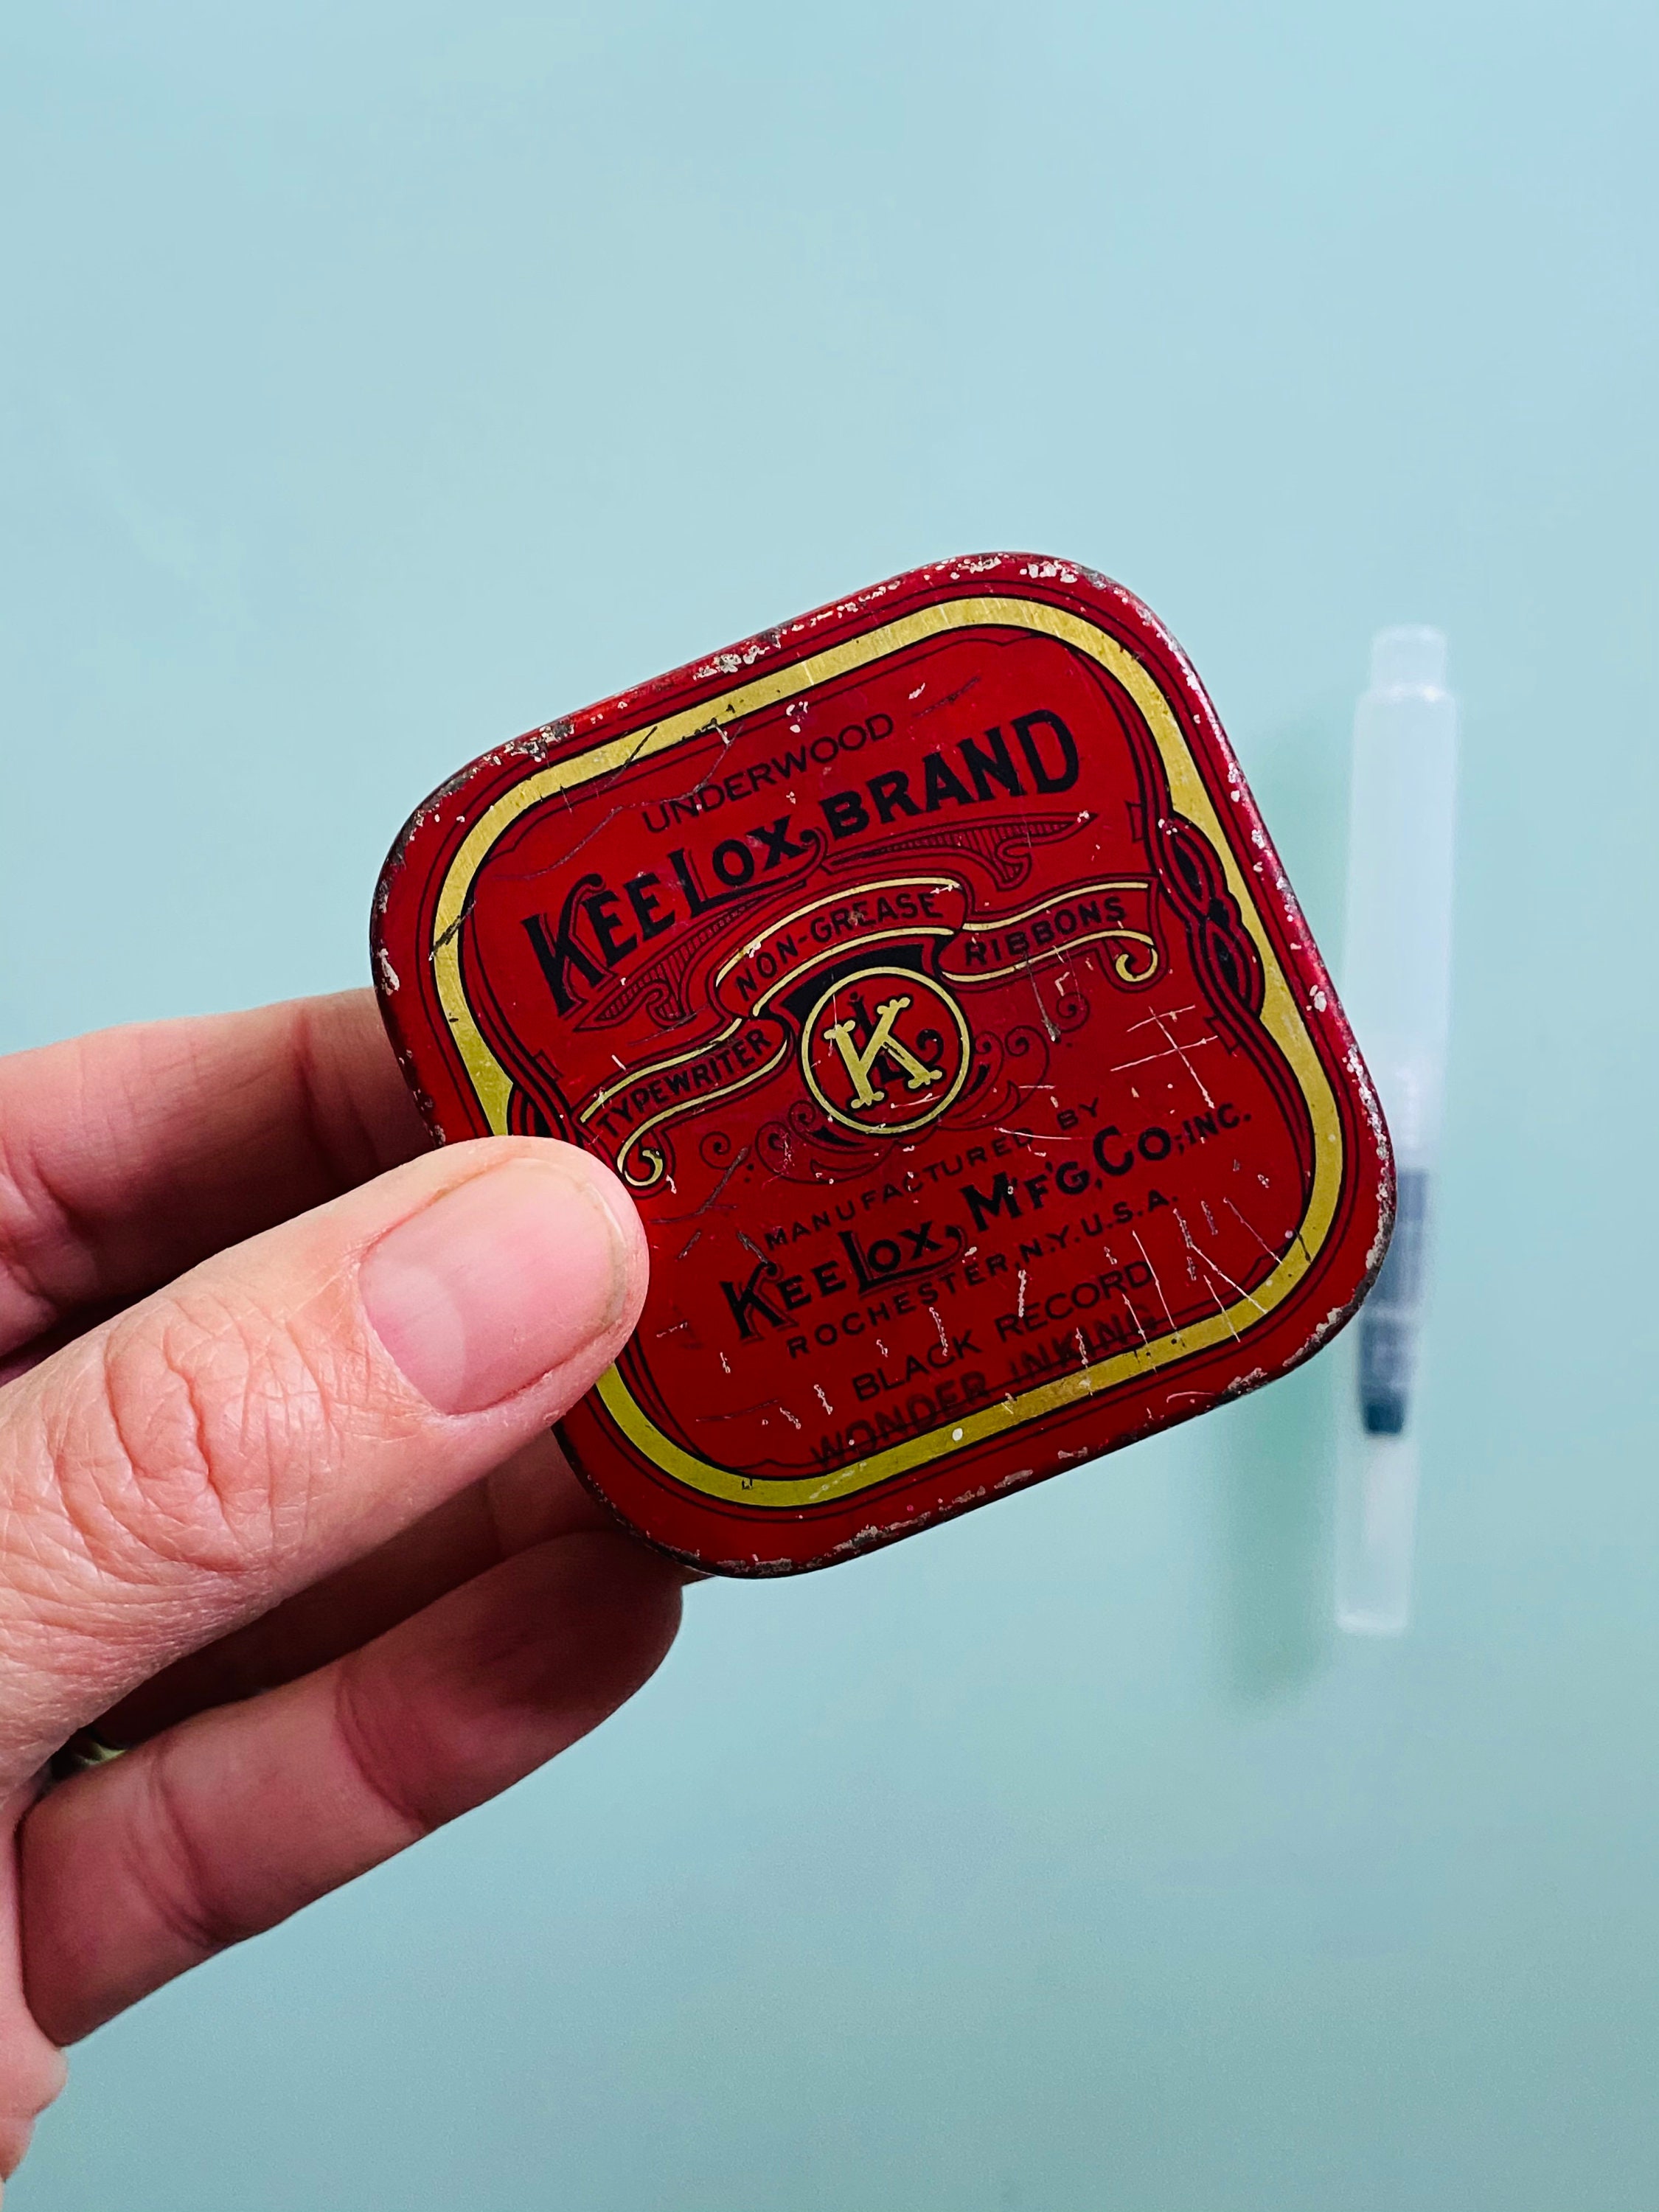 UNDERWOOD
KEE LOX BRAND
TYPEWRITER NON-GREASE RIBBONS
K
MANUFACTURED BY
KEE LOX MF'G. CO., INC.
ROCHESTER, N.Y. U.S.A.
BLACK RECORD
WONDER INKING